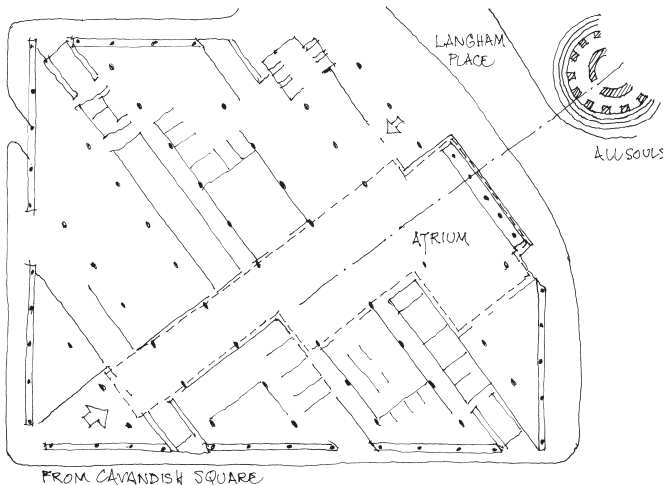 LANGHAM
PLACE
ALL SOULS
ATRIUM
FROM CAVANDISH SQUARE